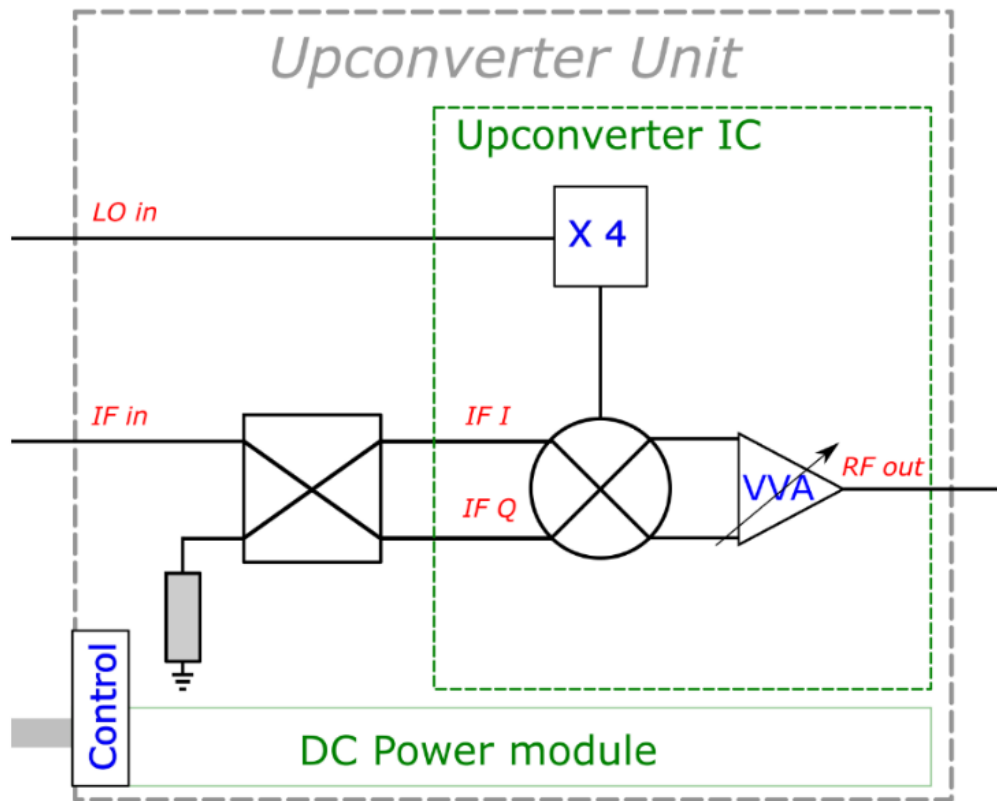 Upconverter Unit
Upconverter IC
LO in
X 4
IF in
IF I
IF Q
VVA
RF out
Control
DC Power module